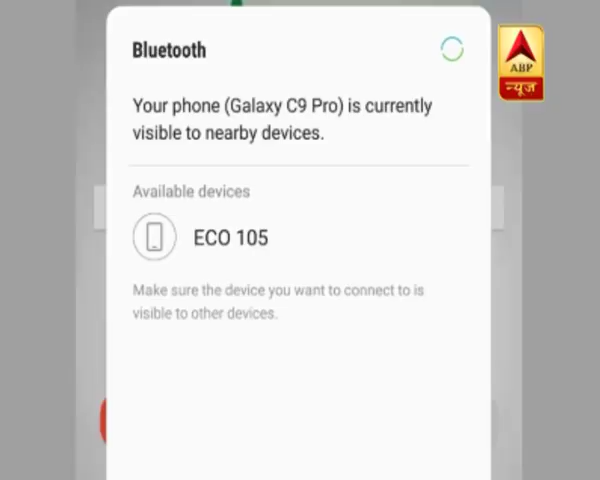 Bluetooth
Your phone (Galaxy C9 Pro) is currently
visible to nearby devices.
Available devices
ECO 105
Make sure the device you want to connect to is
visible to other devices.
ABP
न्यूज़